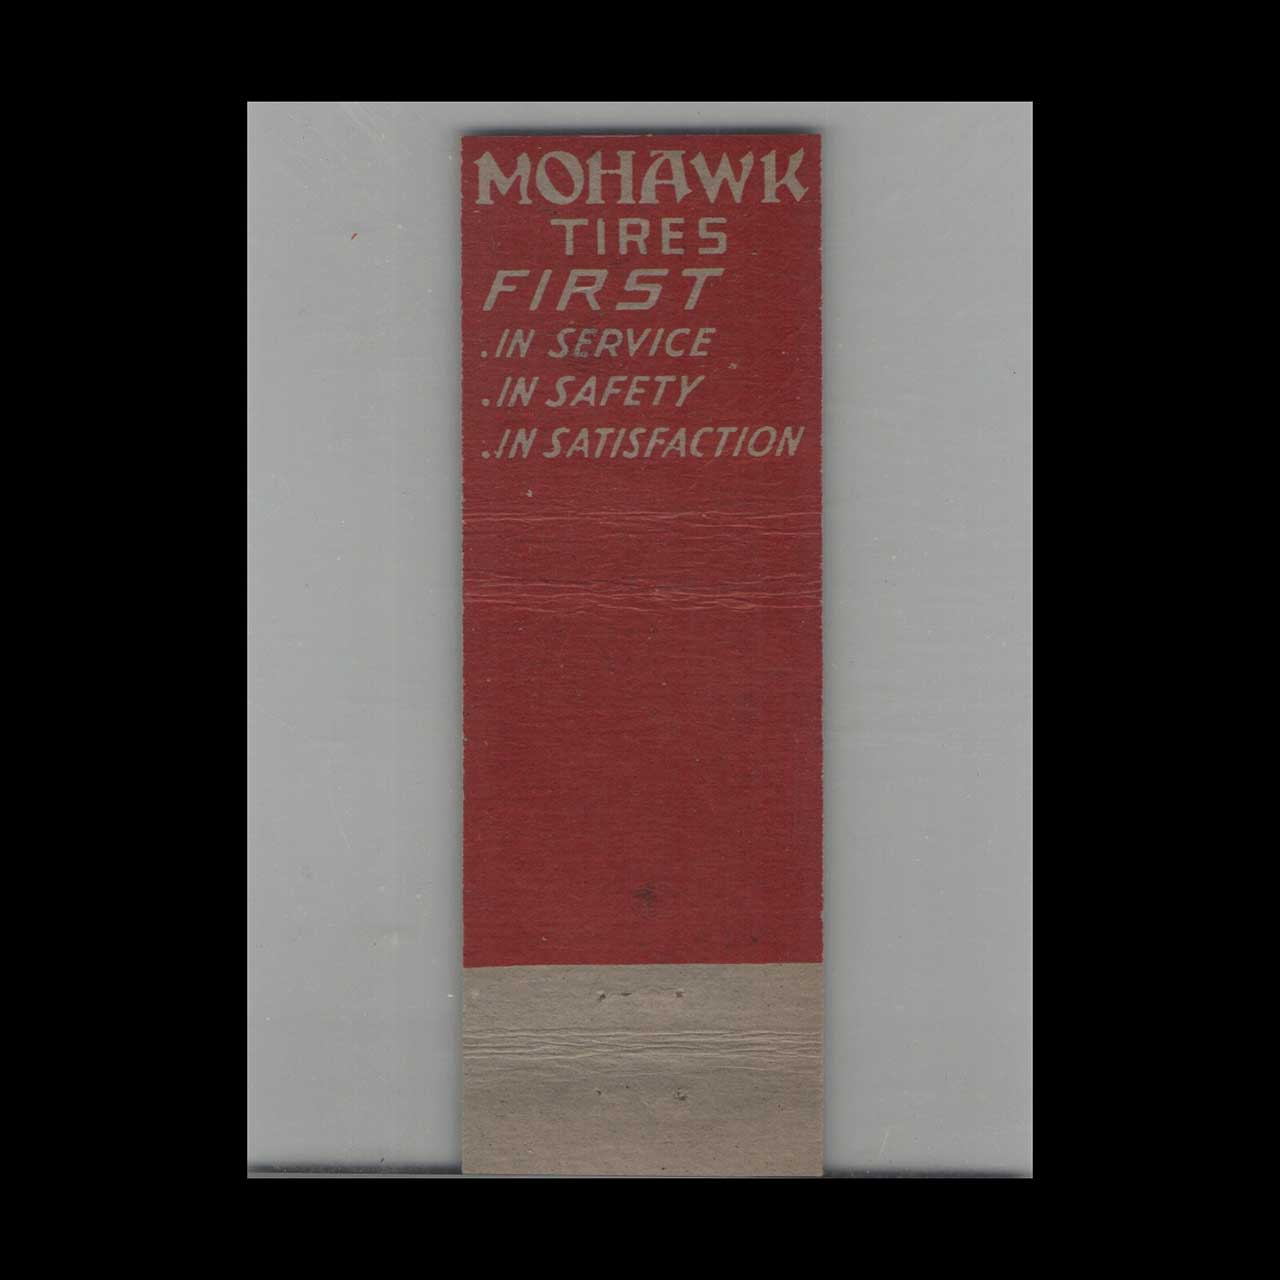 MOHAWK
TIRES
FIRST
.IN SERVICE
.IN SAFETY
.IN SATISFACTION